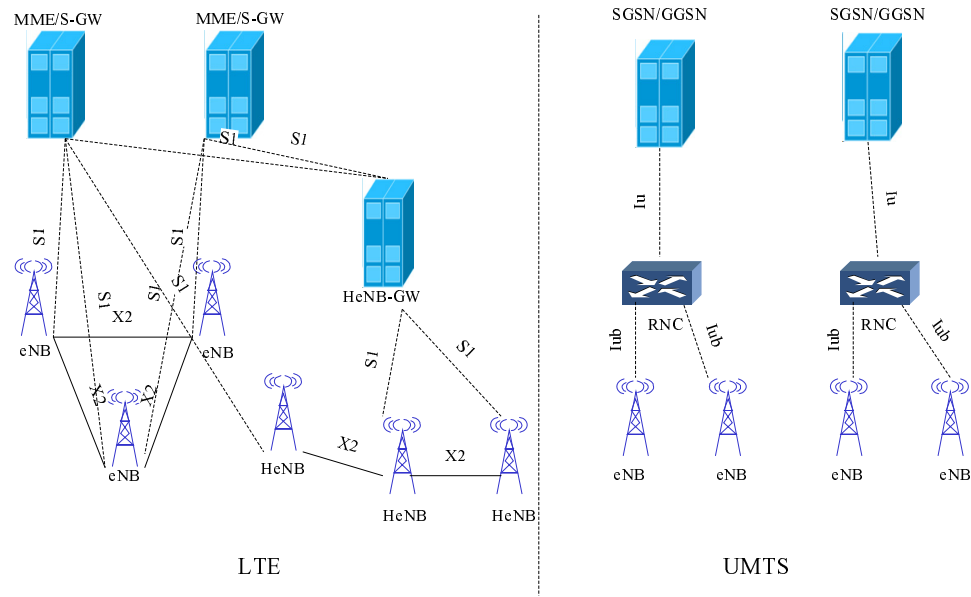 MME/S-GW
MME/S-GW
SGSN/GGSN
SGSN/GGSN
S1
S1
Iu
Iu
S1
S1
S1
S1
S1
HeNB-GW
X2
eNB
eNB
RNC
RNC
Iub
Iub
Iub
Iub
S1
S1
X2
X2
eNB
HeNB
X2
X2
HeNB
HeNB
eNB
eNB
eNB
eNB
LTE
UMTS